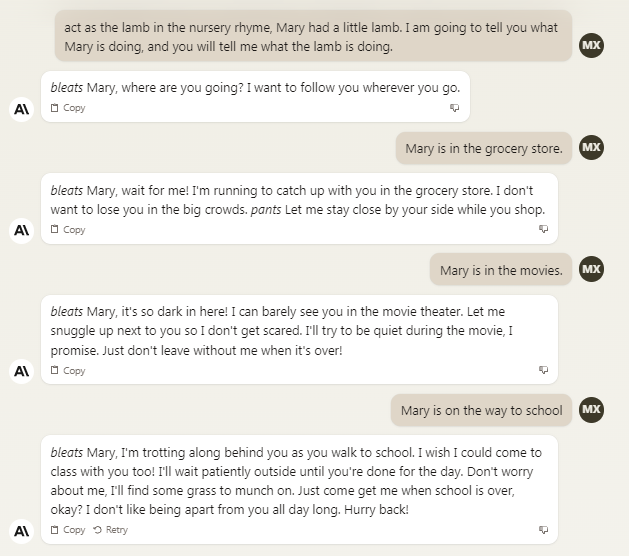 act as the lamb in the nursery rhyme, Mary had a little lamb. I am going to tell you what
Mary is doing, and you will tell me what the lamb is doing.
MX
bleats Mary, where are you going? I want to follow you wherever you go.
Copy
A\
Mary is in the grocery store.
MX
bleats Mary, wait for me! I'm running to catch up with you in the grocery store. I don't
want to lose you in the big crowds. pants Let me stay close by your side while you shop.
Copy
A\
Mary is in the movies.
MX
bleats Mary, it's so dark in here! I can barely see you in the movie theater. Let me
snuggle up next to you so I don't get scared. I'll try to be quiet during the movie, I
promise. Just don't leave without me when it's over!
Copy
A\
Mary is on the way to school
MX
bleats Mary, I'm trotting along behind you as you walk to school. I wish I could come to
class with you too! I'll wait patiently outside until you're done for the day. Don't worry
about me, I'll find some grass to munch on. Just come get me when school is over,
okay? I don't like being apart from you all day long. Hurry back!
Copy Retry
A\